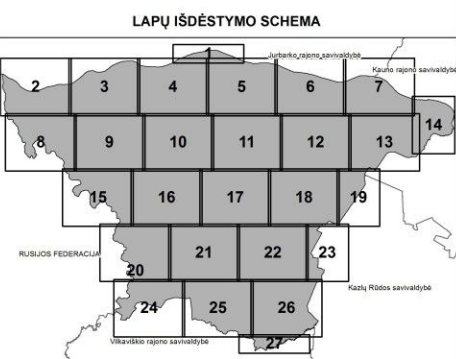 LAPŲ IŠDĖSTYMO SCHEMA
1
Jurbarko rajono savivaldybė
Kauno rajono savivaldybė
2 3 4 5 6 7
14
8 9 10 11 12 13
15 16 17 18 19
RUSIJOS FEDERACIJA
20 21 22 23
Kazlų Rūdos savivaldybė
24 25 26
Vilkaviškio rajono savivaldybė
27